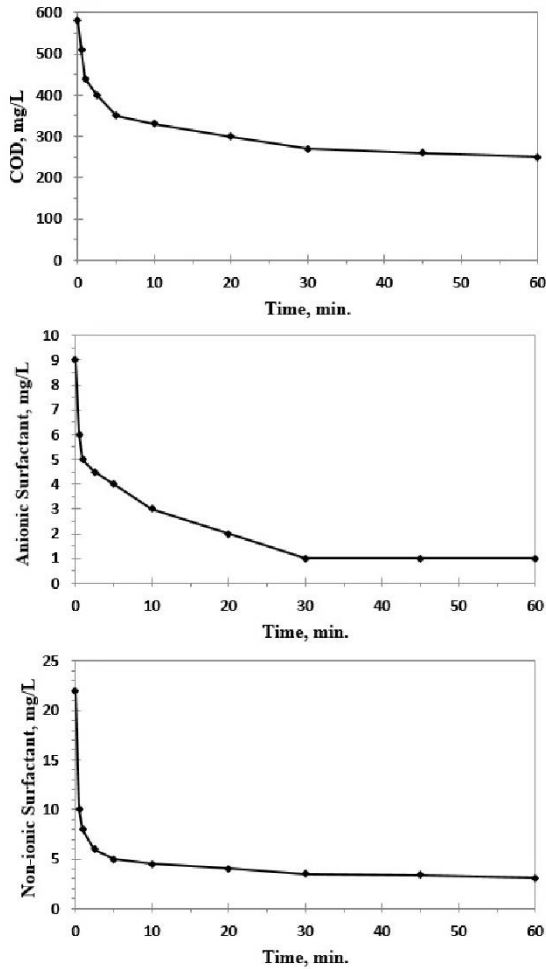 600
500
400
300
200
100
0
COD, mg/L
0 10 20 30 40 50 60
Time, min.
10
9
8
7
6
5
4
3
2
1
0
Anionic Surfactant, mg/L
0 10 20 30 40 50 60
Time, min.
25
20
15
10
5
0
Non-ionic Surfactant, mg/L
0 10 20 30 40 50 60
Time, min.